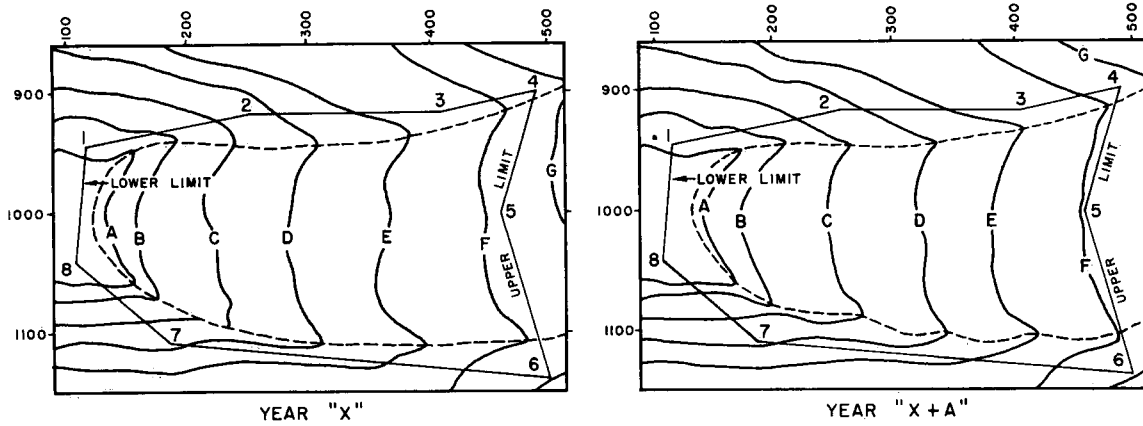 100 200 300 400 500
900
1000
1100
1 2 3 4 5 6 7 8
LOWER LIMIT
LIMIT
UPPER
A B C D E F G
YEAR "X"
100 200 300 400 500
900
1000
1100
1 2 3 4 5 6 7 8
LOWER LIMIT
LIMIT
UPPER
A B C D E F G
YEAR "X + A"